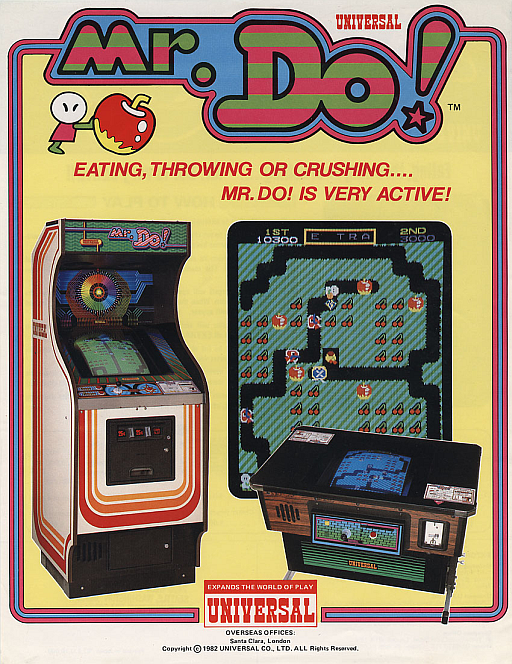 UNIVERSAL
Mr. Do!
TM
EATING, THROWING OR CRUSHING....
MR. DO! IS VERY ACTIVE!
Mr. Do!
1ST
2ND
10300
E TRA
3000
UNIVERSAL
EXPANDS THE WORLD OF PLAY
UNIVERSAL
OVERSEAS OFFICES:
Santa Clara, London
Copyright © 1982 UNIVERSAL CO., LTD. ALL Rights Reserved.